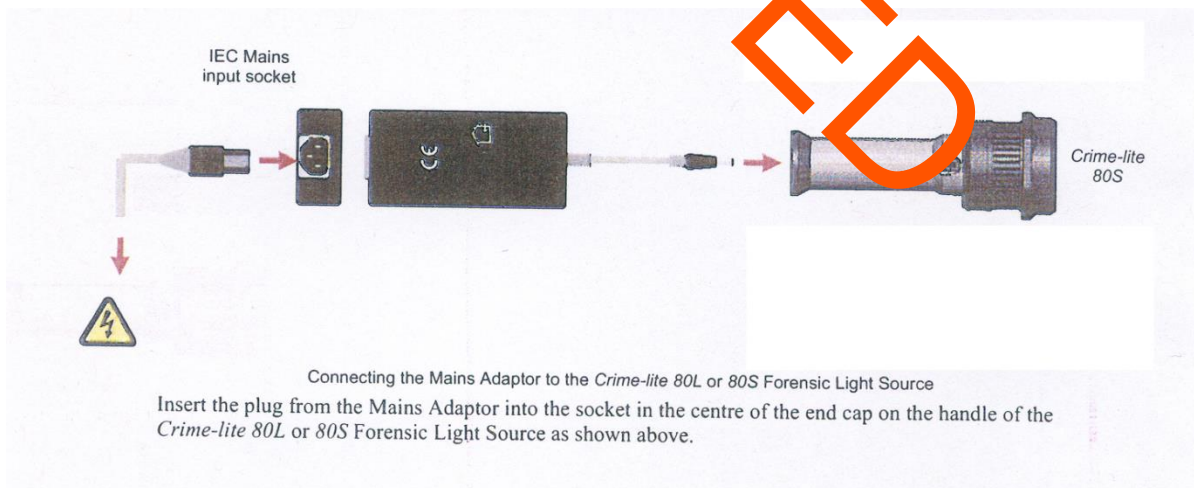 ED
IEC Mains
input socket
CE
Crime-lite
80S
Connecting the Mains Adaptor to the Crime-lite 80L or 80S Forensic Light Source
Insert the plug from the Mains Adaptor into the socket in the centre of the end cap on the handle of the
Crime-lite 80L or 80S Forensic Light Source as shown above.